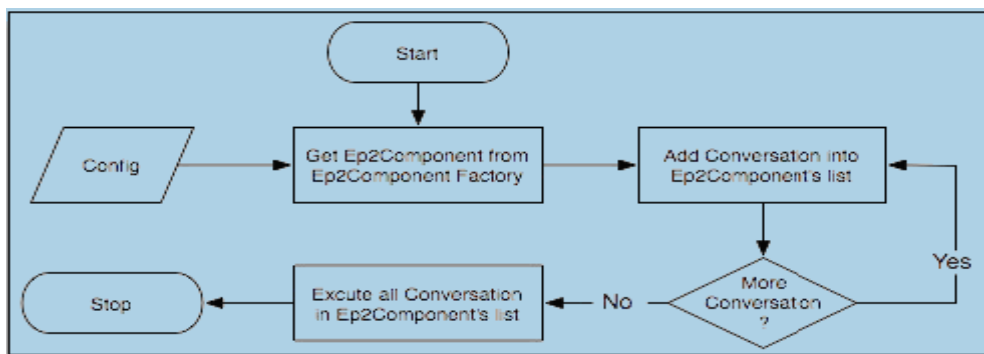 Start
Config
Get Ep2Component from
Ep2Component Factory
Add Conversation into
Ep2Component's list
Yes
More
Conversaton
?
No
Excute all Conversation
in Ep2Component's list
Stop